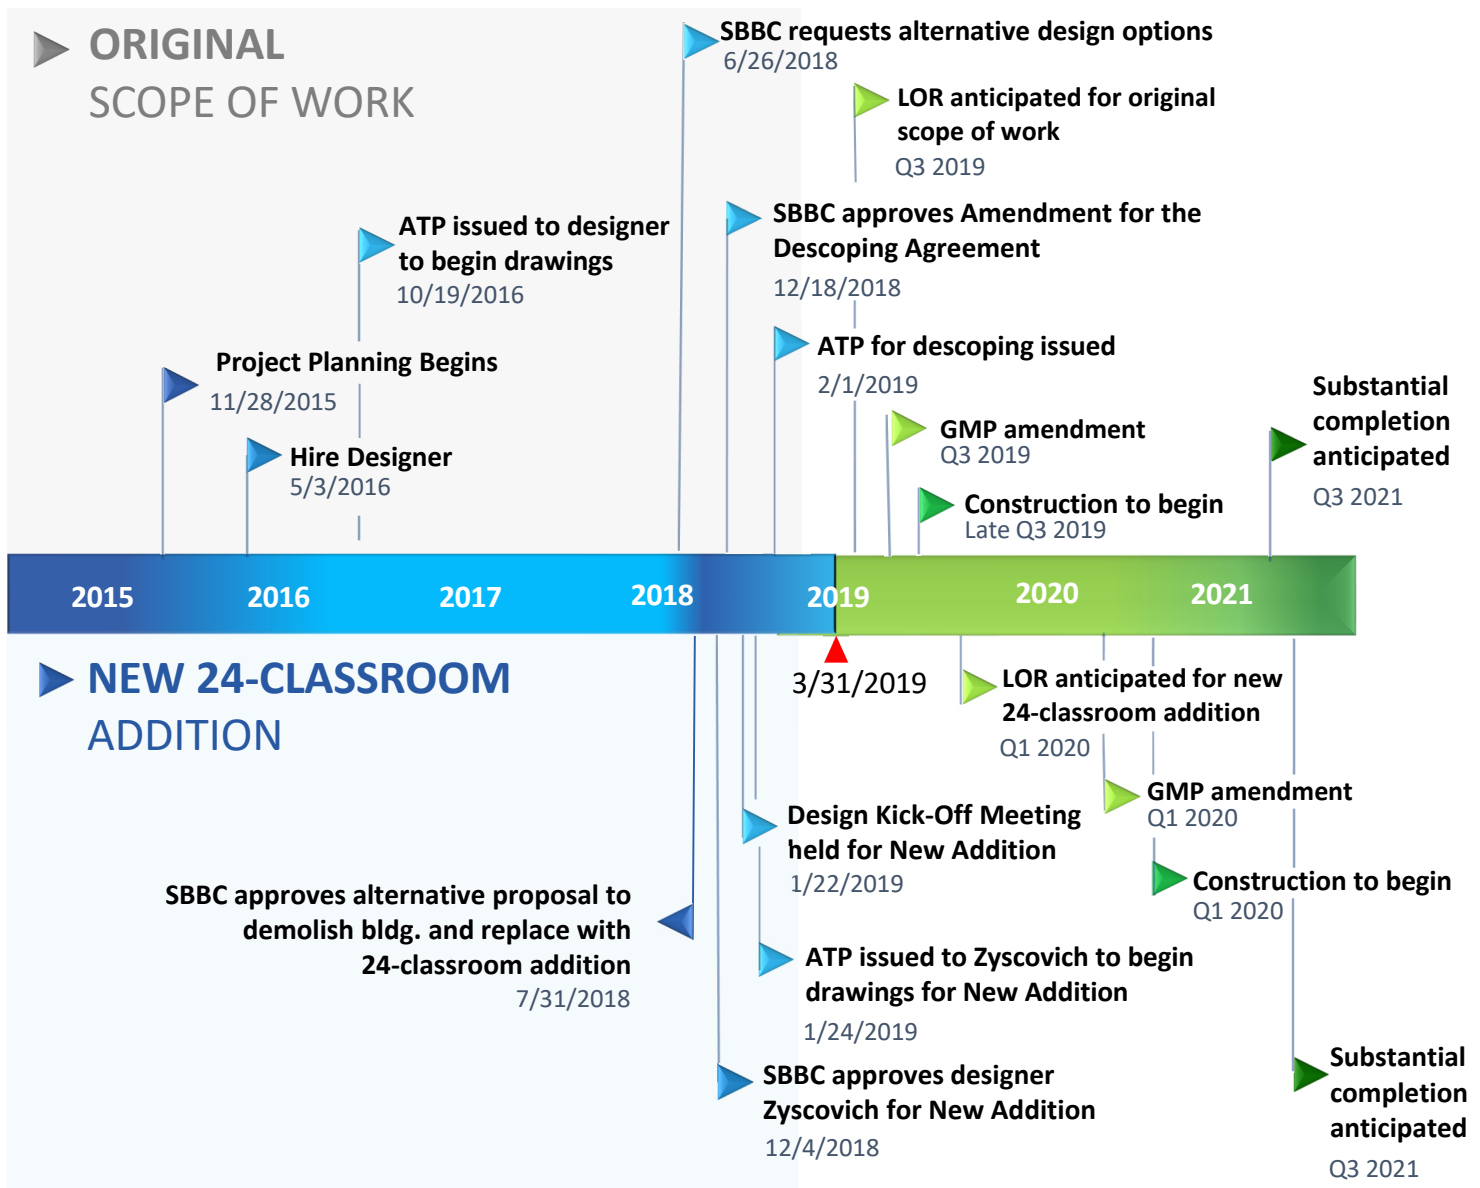 ORIGINAL
SCOPE OF WORK
SBBC requests alternative design options
6/26/2018
LOR anticipated for original
scope of work
Q3 2019
ATP issued to designer
to begin drawings
10/19/2016
SBBC approves Amendment for the
Descoping Agreement
12/18/2018
Project Planning Begins
11/28/2015
ATP for descoping issued
2/1/2019
Hire Designer
5/3/2016
GMP amendment
Q3 2019
Construction to begin
Late Q3 2019
Substantial
completion
anticipated
Q3 2021
2015 2016 2017 2018 2019 2020 2021
NEW 24-CLASSROOM
ADDITION
3/31/2019
LOR anticipated for new
24-classroom addition
Q1 2020
GMP amendment
Q1 2020
Design Kick-Off Meeting
held for New Addition
1/22/2019
Construction to begin
Q1 2020
SBBC approves alternative proposal to
demolish bldg. and replace with
24-classroom addition
7/31/2018
ATP issued to Zyscovich to begin
drawings for New Addition
1/24/2019
SBBC approves designer
Zyscovich for New Addition
12/4/2018
Substantial
completion
anticipated
Q3 2021